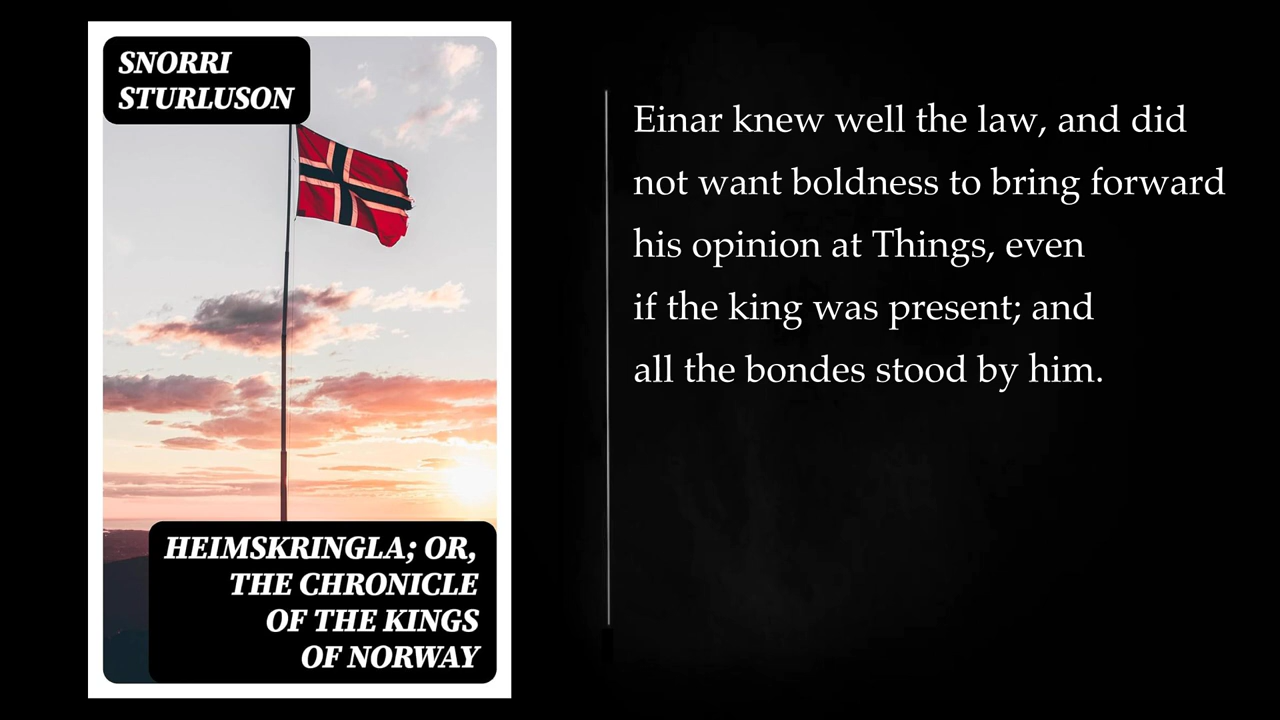 SNORRI
STURLUSON
HEIMSKRINGLA; OR,
THE CHRONICLE
OF THE KINGS
OF NORWAY
Einar knew well the law, and did
not want boldness to bring forward
his opinion at Things, even
if the king was present; and
all the bondes stood by him.